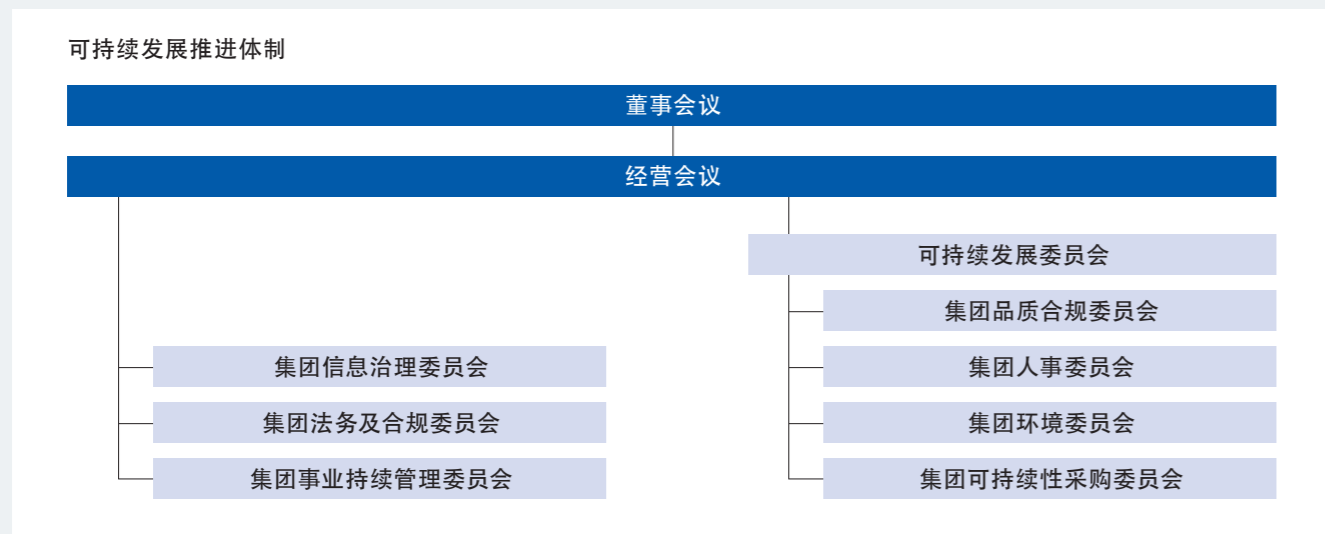 可持续发展推进体制
董事会议
经营会议
可持续发展委员会
集团品质合规委员会
集团信息治理委员会
集团人事委员会
集团法务及合规委员会
集团环境委员会
集团事业持续管理委员会
集团可持续性采购委员会